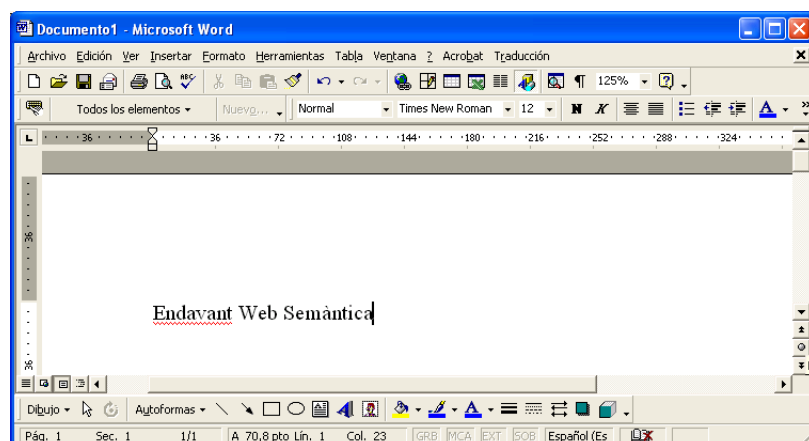 Documento1 - Microsoft Word
Archivo Edición Ver Insertar Formato Herramientas Tabla Ventana ? Acrobat Traducción
125%
Todos los elementos Nuevo... Normal Times New Roman 12 N K A
L 36 36 72 108 144 180 216 252 288 324
36
Endavant Web Semàntica
36
Dibujo Autoformas A A
Pág. 1 Sec. 1 1/1 A 70,8 pto Lín. 1 Col. 23 GRB MCA EXT SOB Español (Es